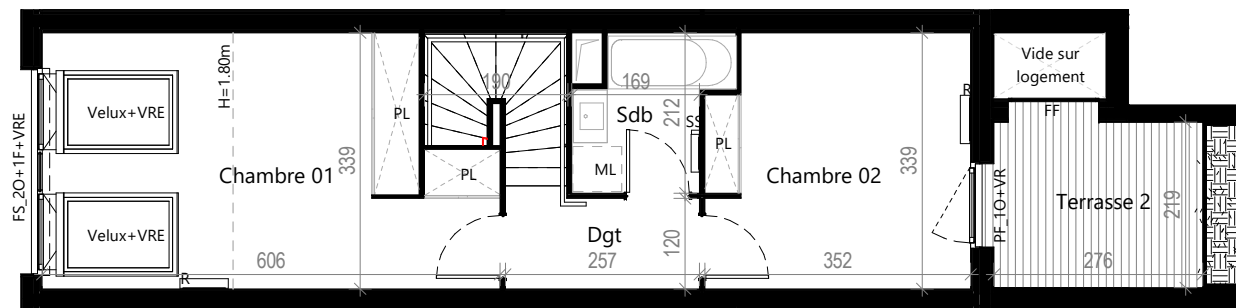 FS_2O+1F+VRE
Velux+VRE
Velux+VRE
H=1.80m
Chambre 01
339
606
R
PL
PL
190
169
Sdb
212
SS
ML
PL
Dgt
120
257
Chambre 02
339
352
R
PF_1O+VR
Vide sur
logement
FF
Terrasse 2
219
276